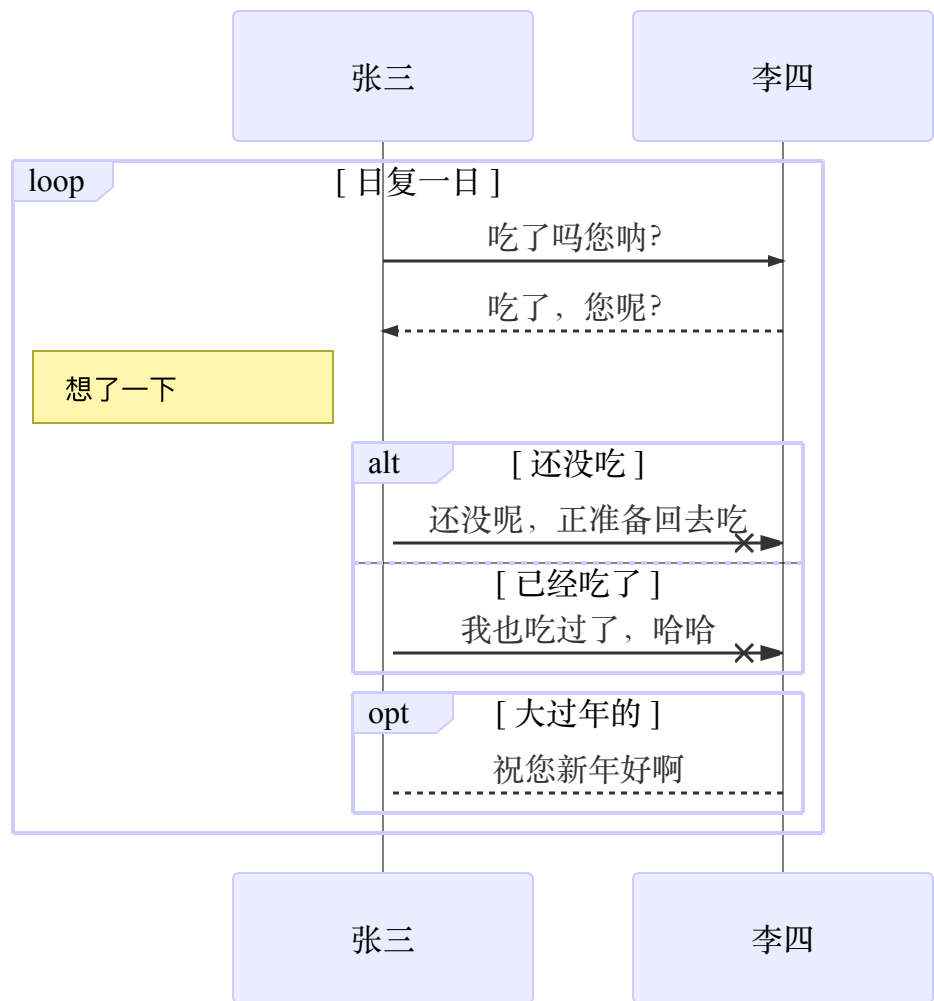 张三
李四
loop
[ 日复一日 ]
吃了吗您呐?
吃了，您呢?
想了一下
alt
[ 还没吃 ]
还没呢，正准备回去吃
[ 已经吃了 ]
我也吃过了，哈哈
opt
[ 大过年的 ]
祝您新年好啊
张三
李四